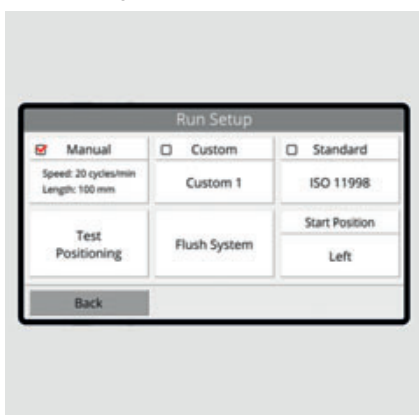 Run Setup
Manual
Custom
Standard
Speed: 20 cycles/min
Length: 100 mm
Custom 1
ISO 11998
Test
Positioning
Flush System
Start Position
Left
Back